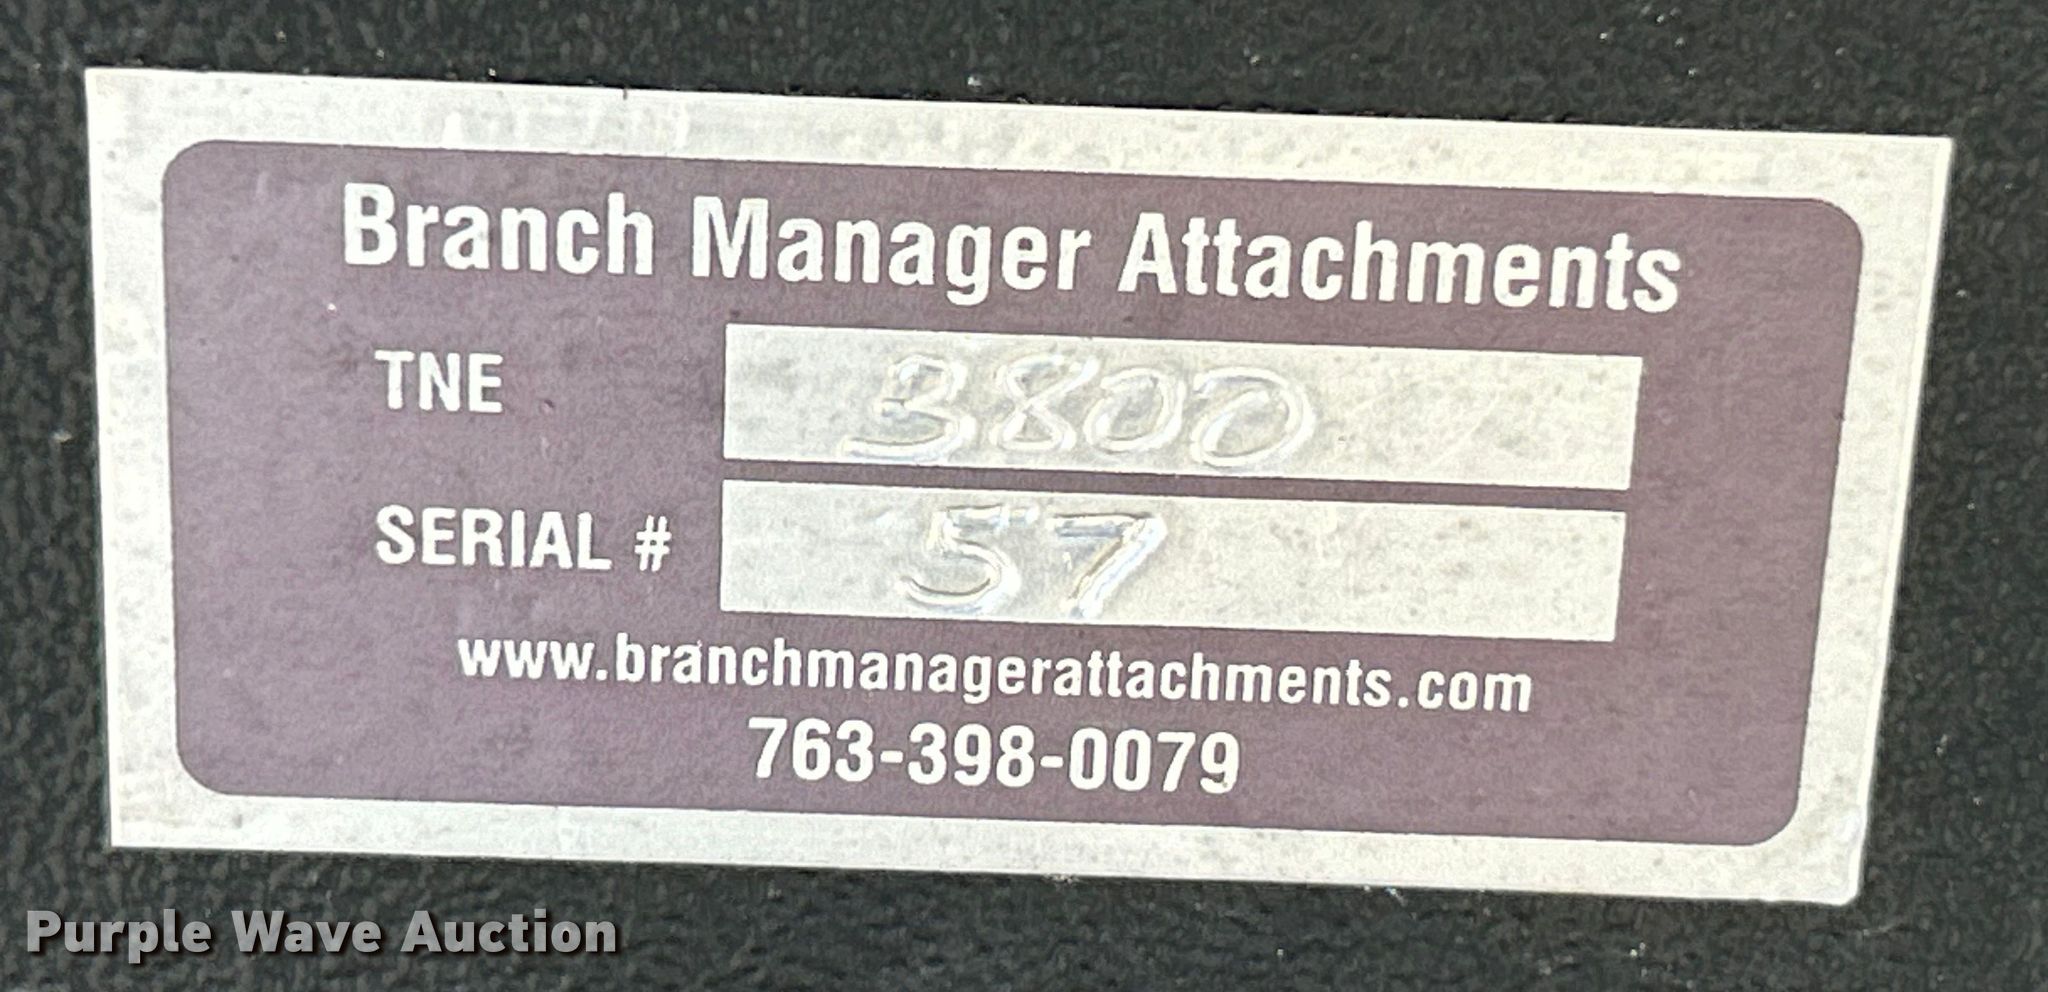 Branch Manager Attachments
TNE 3800
SERIAL # 57
www.branchmanagerattachments.com
763-398-0079
Purple Wave Auction